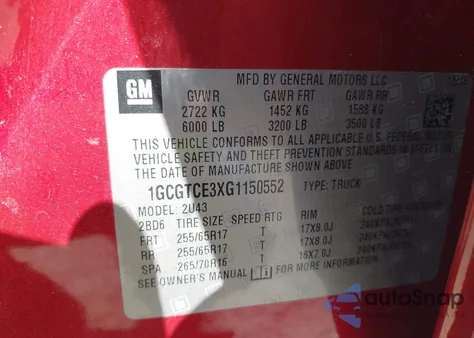 GM
MFD BY GENERAL MOTORS LLC
GVWR GAWR FRT GAWR RR
2722 KG 1452 KG 1588 KG
6000 LB 3200 LB 3500 LB
THIS VEHICLE CONFORMS TO ALL APPLICABLE U.S. FEDERAL
VEHICLE SAFETY AND THEFT PREVENTION STANDARDS IN EFFECT ON
THE DATE OF MANUFACTURE SHOWN ABOVE.
1GCGTCE3XG1150552 TYPE: TRUCK
MODEL: 2U43
2BD6 TIRE SIZE SPEED RTG RIM COLD TIRE PRESSURE
FRT 255/65R17 T 17X8.0J
RR 255/65R17 T 17X8.0J
SPA 265/70R16 T 16X7.0J
SEE OWNER'S MANUAL FOR MORE INFORMATION.
autoSnap